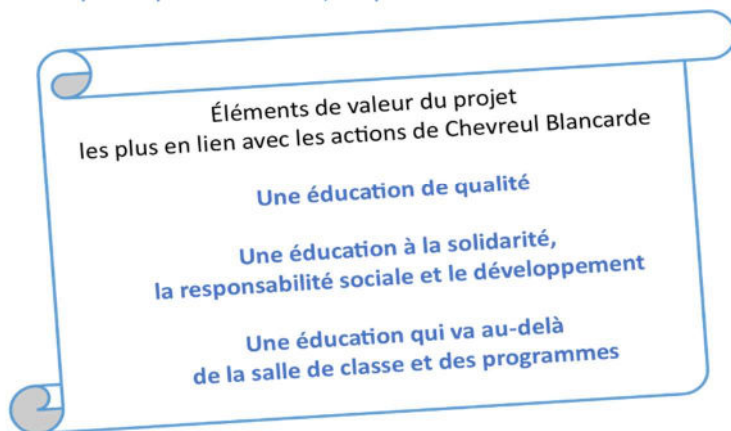 Éléments de valeur du projet
les plus en lien avec les actions de Chevreul Blancarde
Une éducation de qualité
Une éducation à la solidarité,
la responsabilité sociale et le développement
Une éducation qui va au-delà
de la salle de classe et des programmes